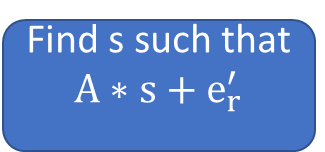 Find s such that
A ∗ s + e′ᵣ